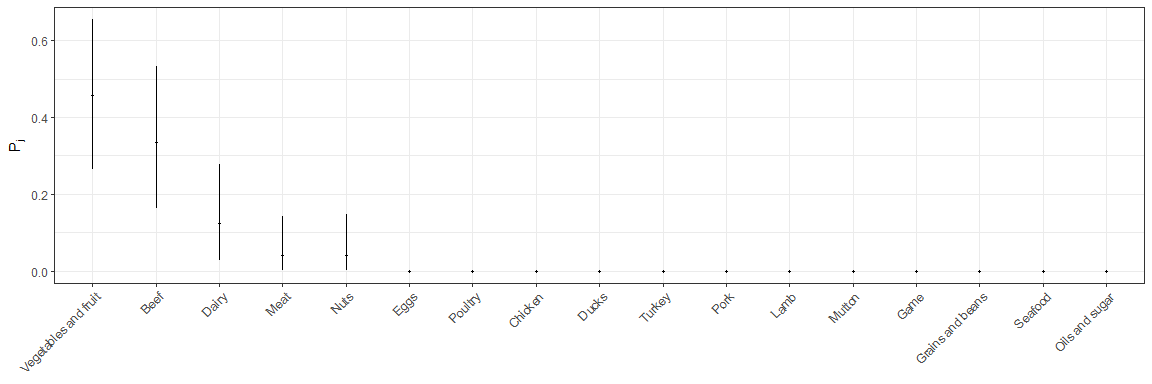 0.6
0.4
0.2
0.0
Pj
Vegetables and fruit
Beef
Dairy
Meat
Nuts
Eggs
Poultry
Chicken
Ducks
Turkey
Pork
Lamb
Mutton
Game
Grains and beans
Seafood
Oils and sugar